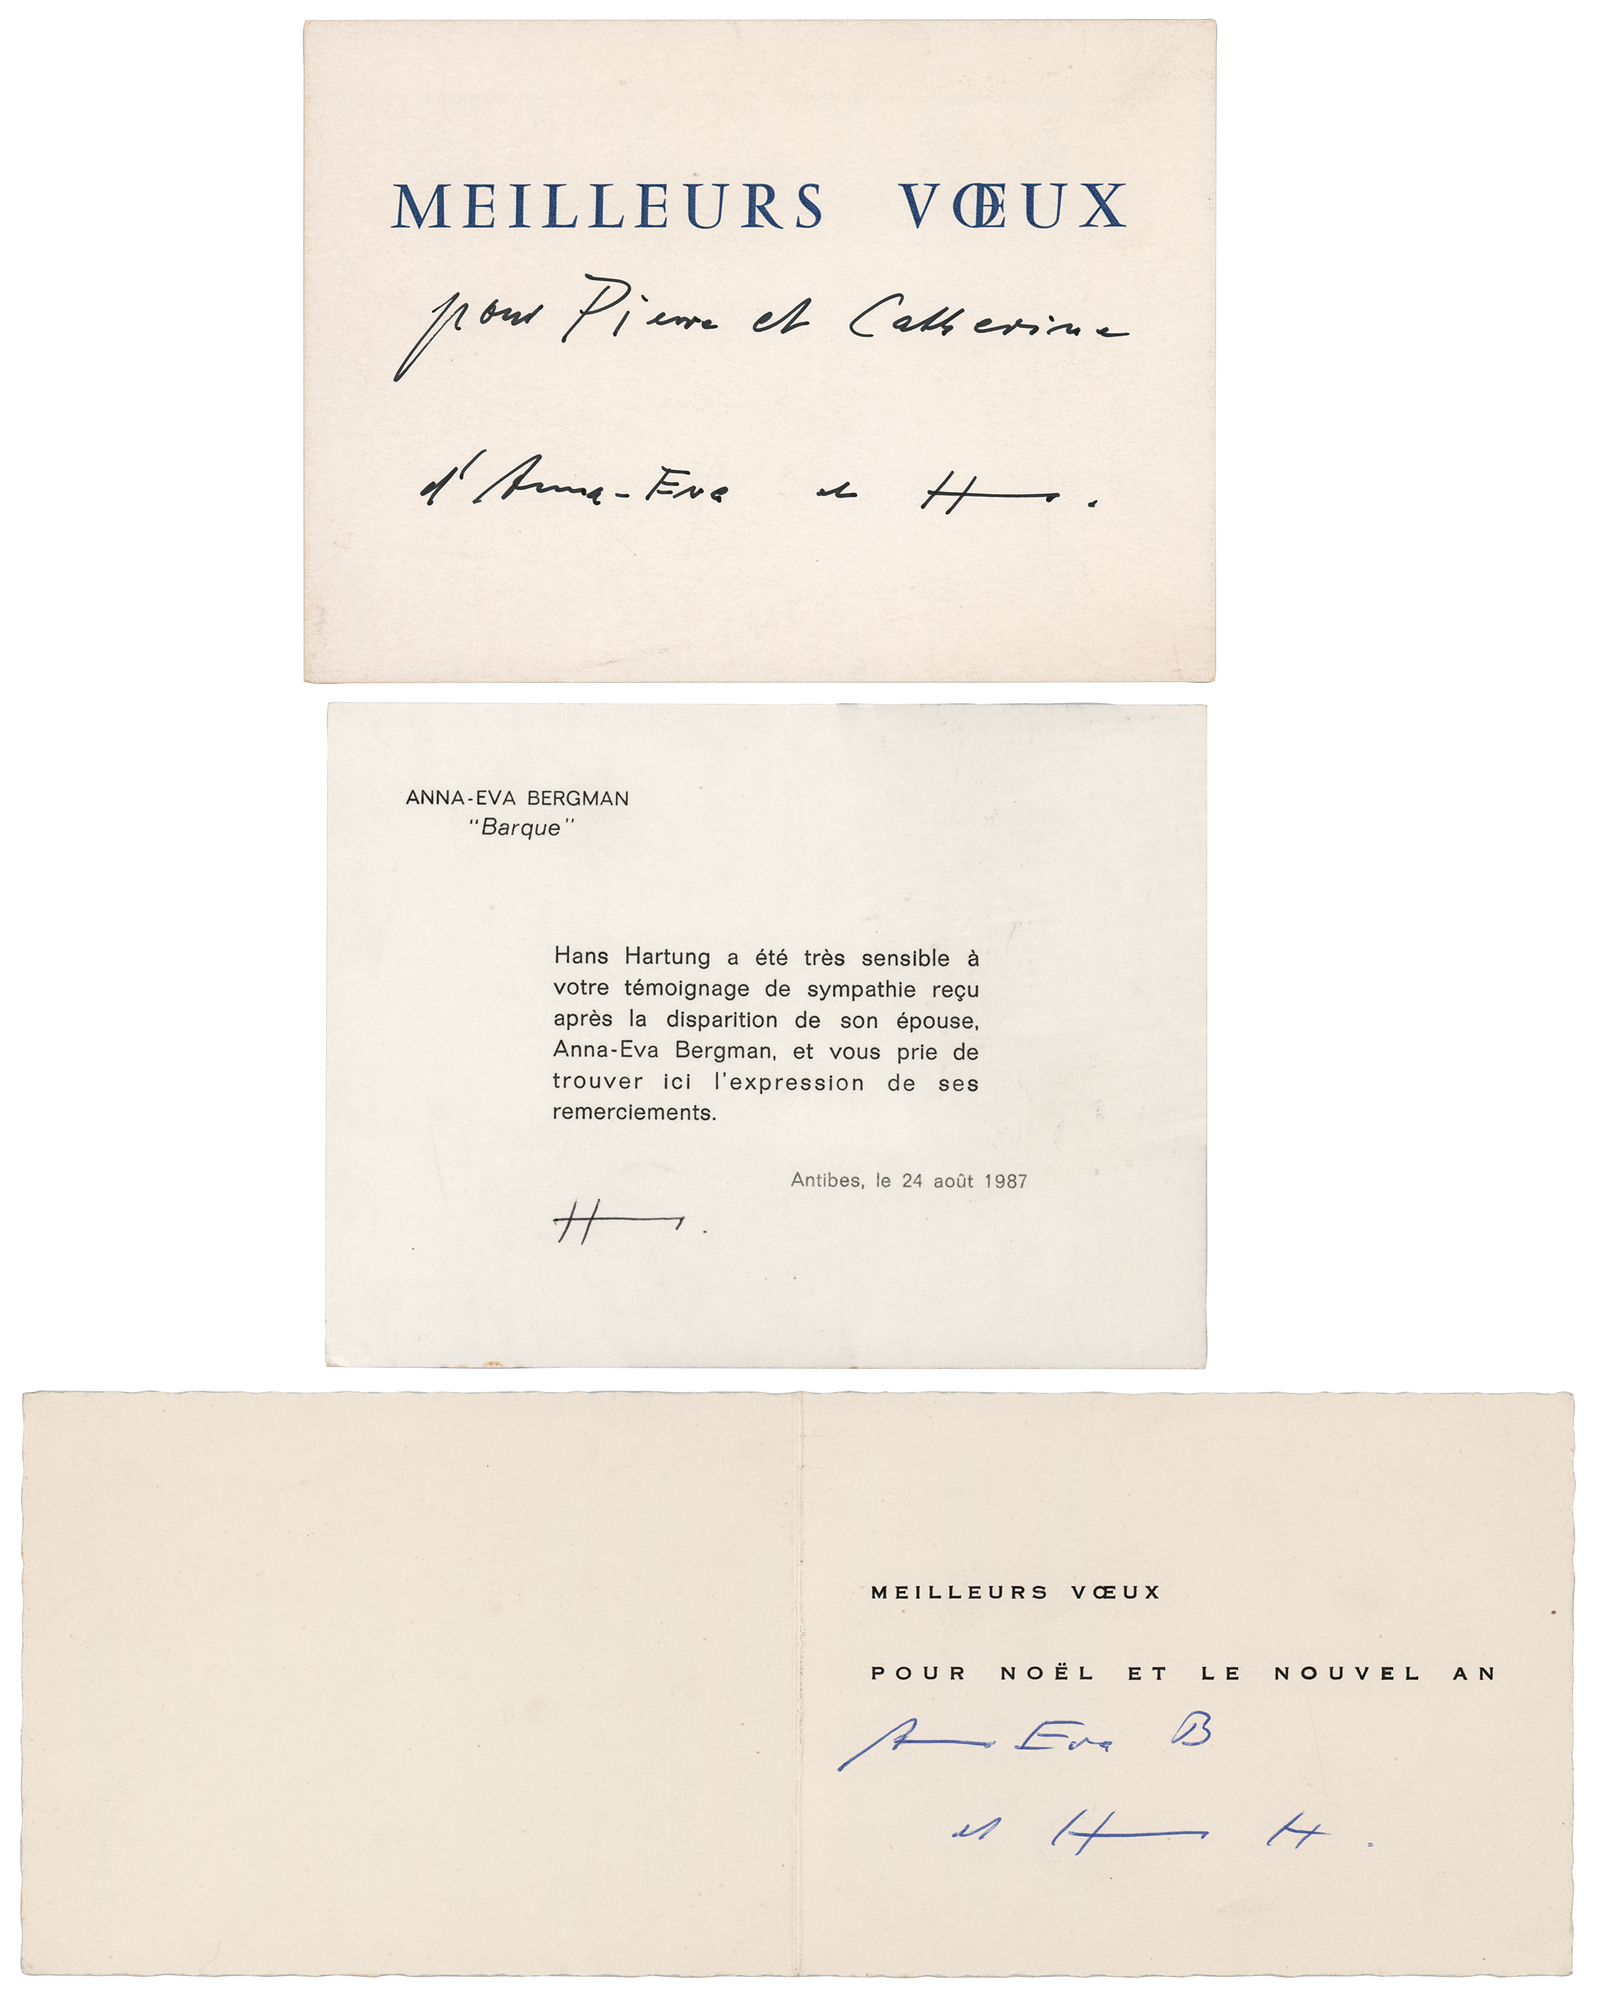 MEILLEURS VŒUX
pour Pierre et Catherine
d'Anna-Eva et H.
ANNA-EVA BERGMAN
"Barque"
Hans Hartung a été très sensible à
votre témoignage de sympathie reçu
après la disparition de son épouse,
Anna-Eva Bergman, et vous prie de
trouver ici l'expression de ses
remerciements.
Antibes, le 24 août 1987
H.
MEILLEURS VŒUX
POUR NOËL ET LE NOUVEL AN
Anna Eva B
et H H.